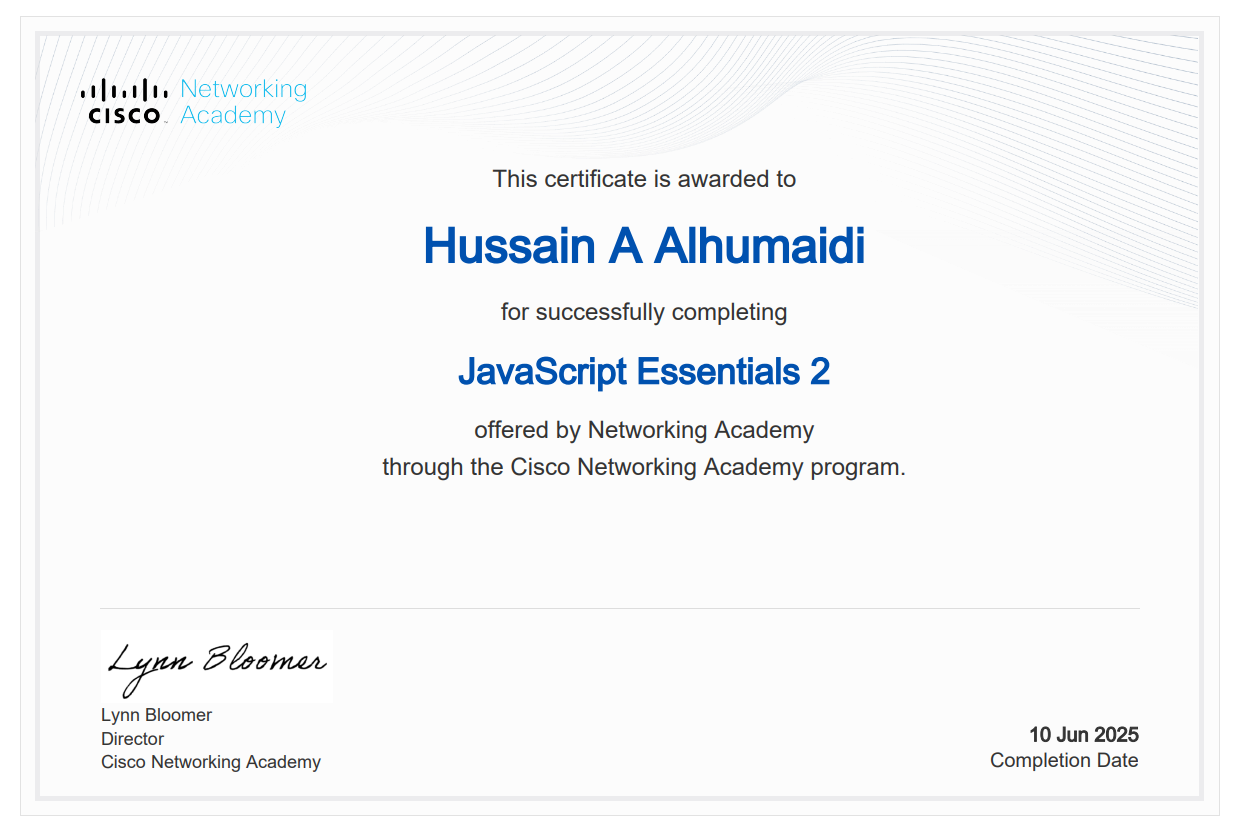 Networking
CISCO Academy
This certificate is awarded to
Hussain A Alhumaidi
for successfully completing
JavaScript Essentials 2
offered by Networking Academy
through the Cisco Networking Academy program.
Lynn Bloomer
Lynn Bloomer
Director
Cisco Networking Academy
10 Jun 2025
Completion Date